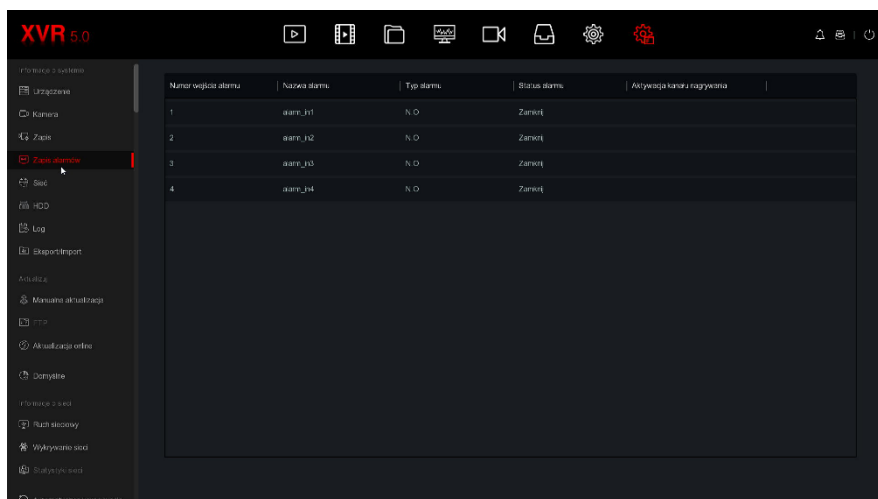 XVR 5.0
Informacje o systemie
Urządzenie
Kamera
Zapis
Zapis alarmów
Sieć
HDD
Log
Eksport/Import
Aktualizuj
Manualna aktualizacja
FTP
Aktualizacja online
Domyślne
Informacje o sieci
Ruch sieciowy
Wykrywanie sieci
Statystyki sieci
Numer wejścia alarmu
Nazwa alarmu
Typ alarmu
Status alarmu
Aktywacja kanału nagrywania
1 alarm_in1 N.O Zamknij
2 alarm_in2 N.O Zamknij
3 alarm_in3 N.O Zamknij
4 alarm_in4 N.O Zamknij